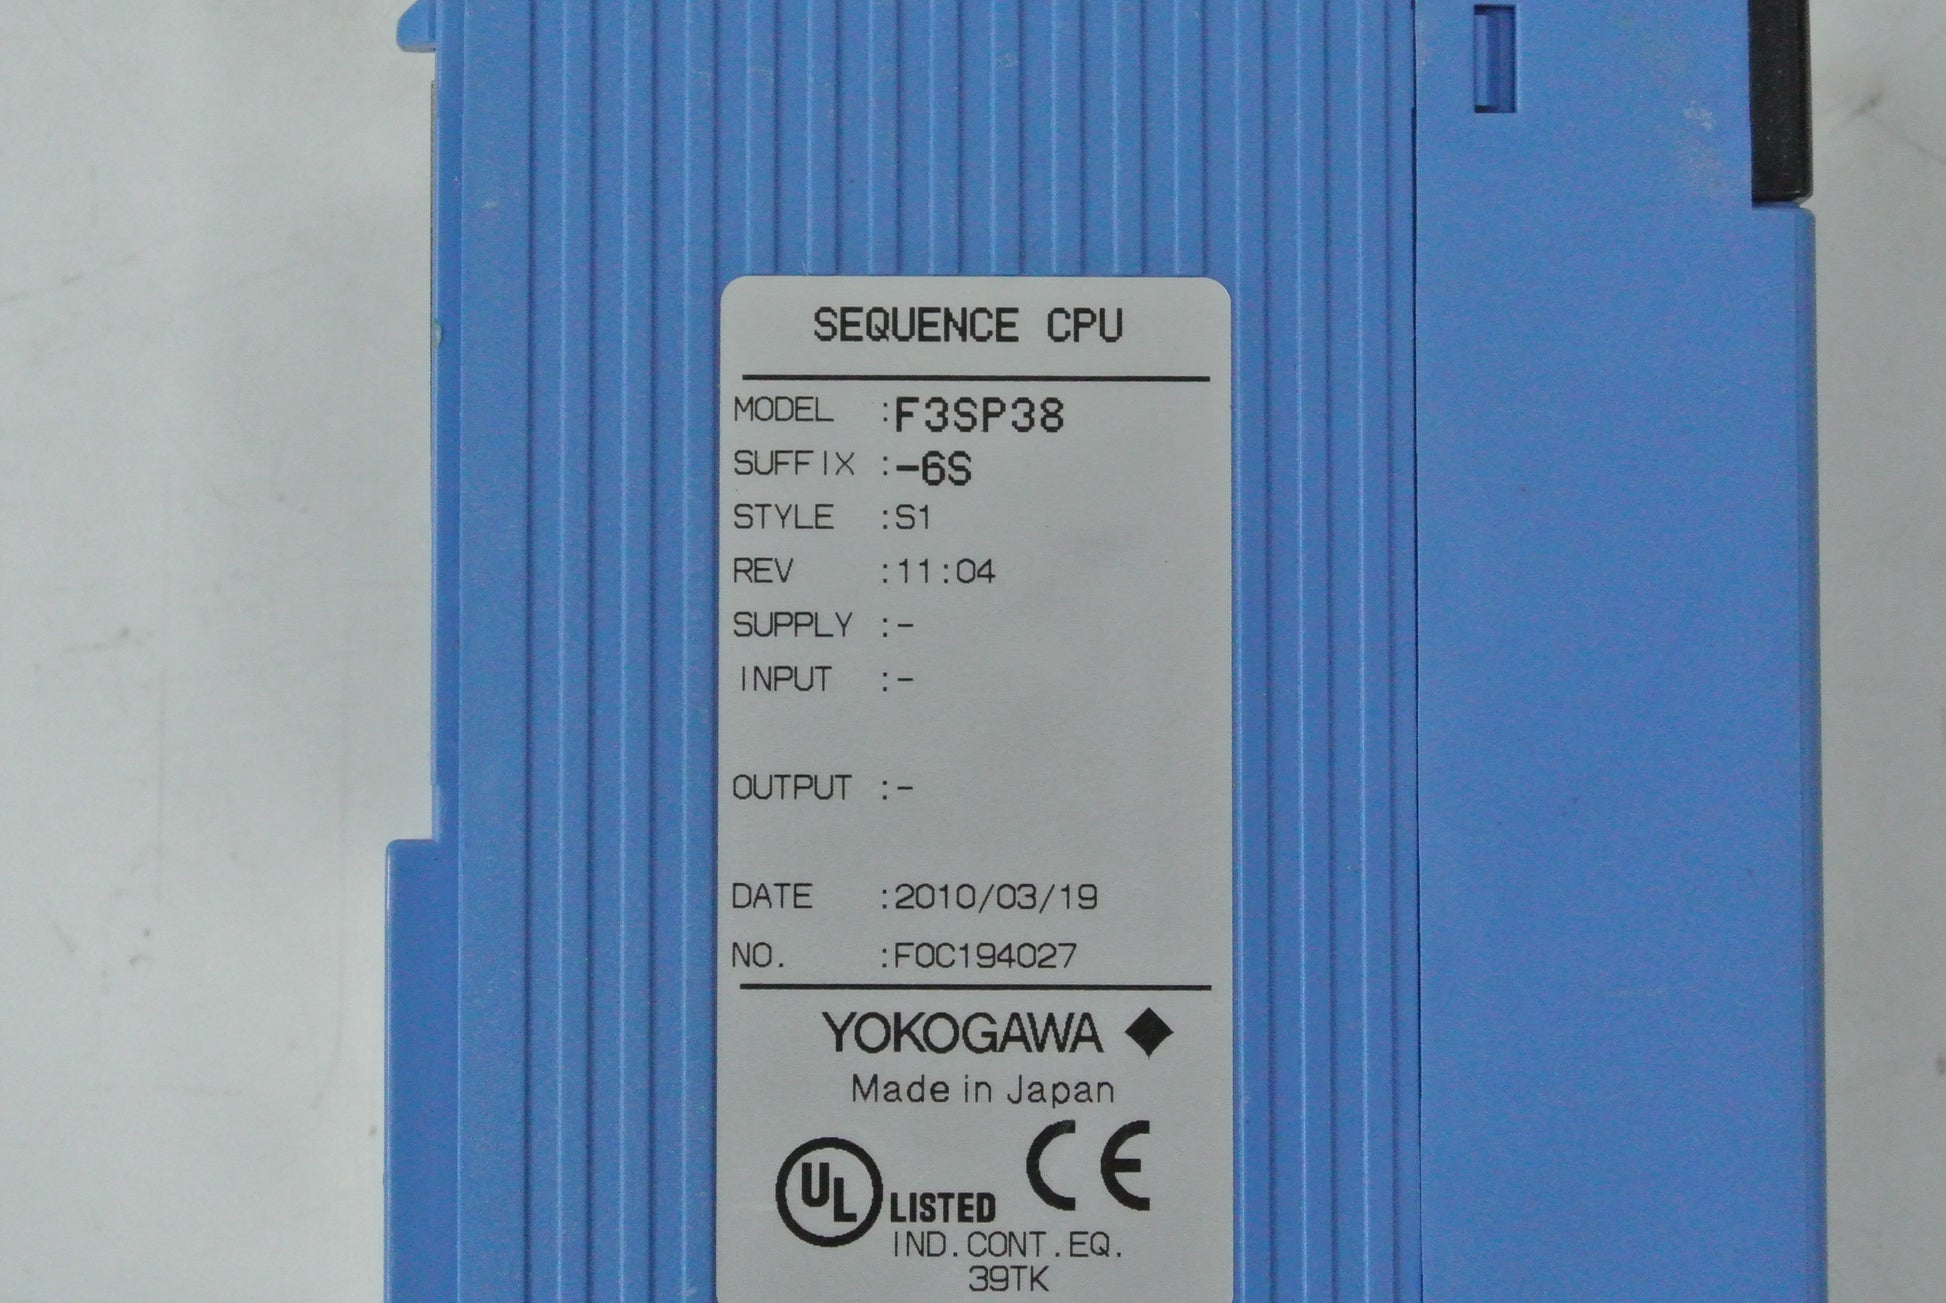 SEQUENCE CPU
MODEL :F3SP38
SUFFIX :-6S
STYLE :S1
REV :11:04
SUPPLY :-
INPUT :-
OUTPUT :-
DATE :2010/03/19
NO. :F0C194027
YOKOGAWA
Made in Japan
UL LISTED CE
IND.CONT.EQ.
39TK